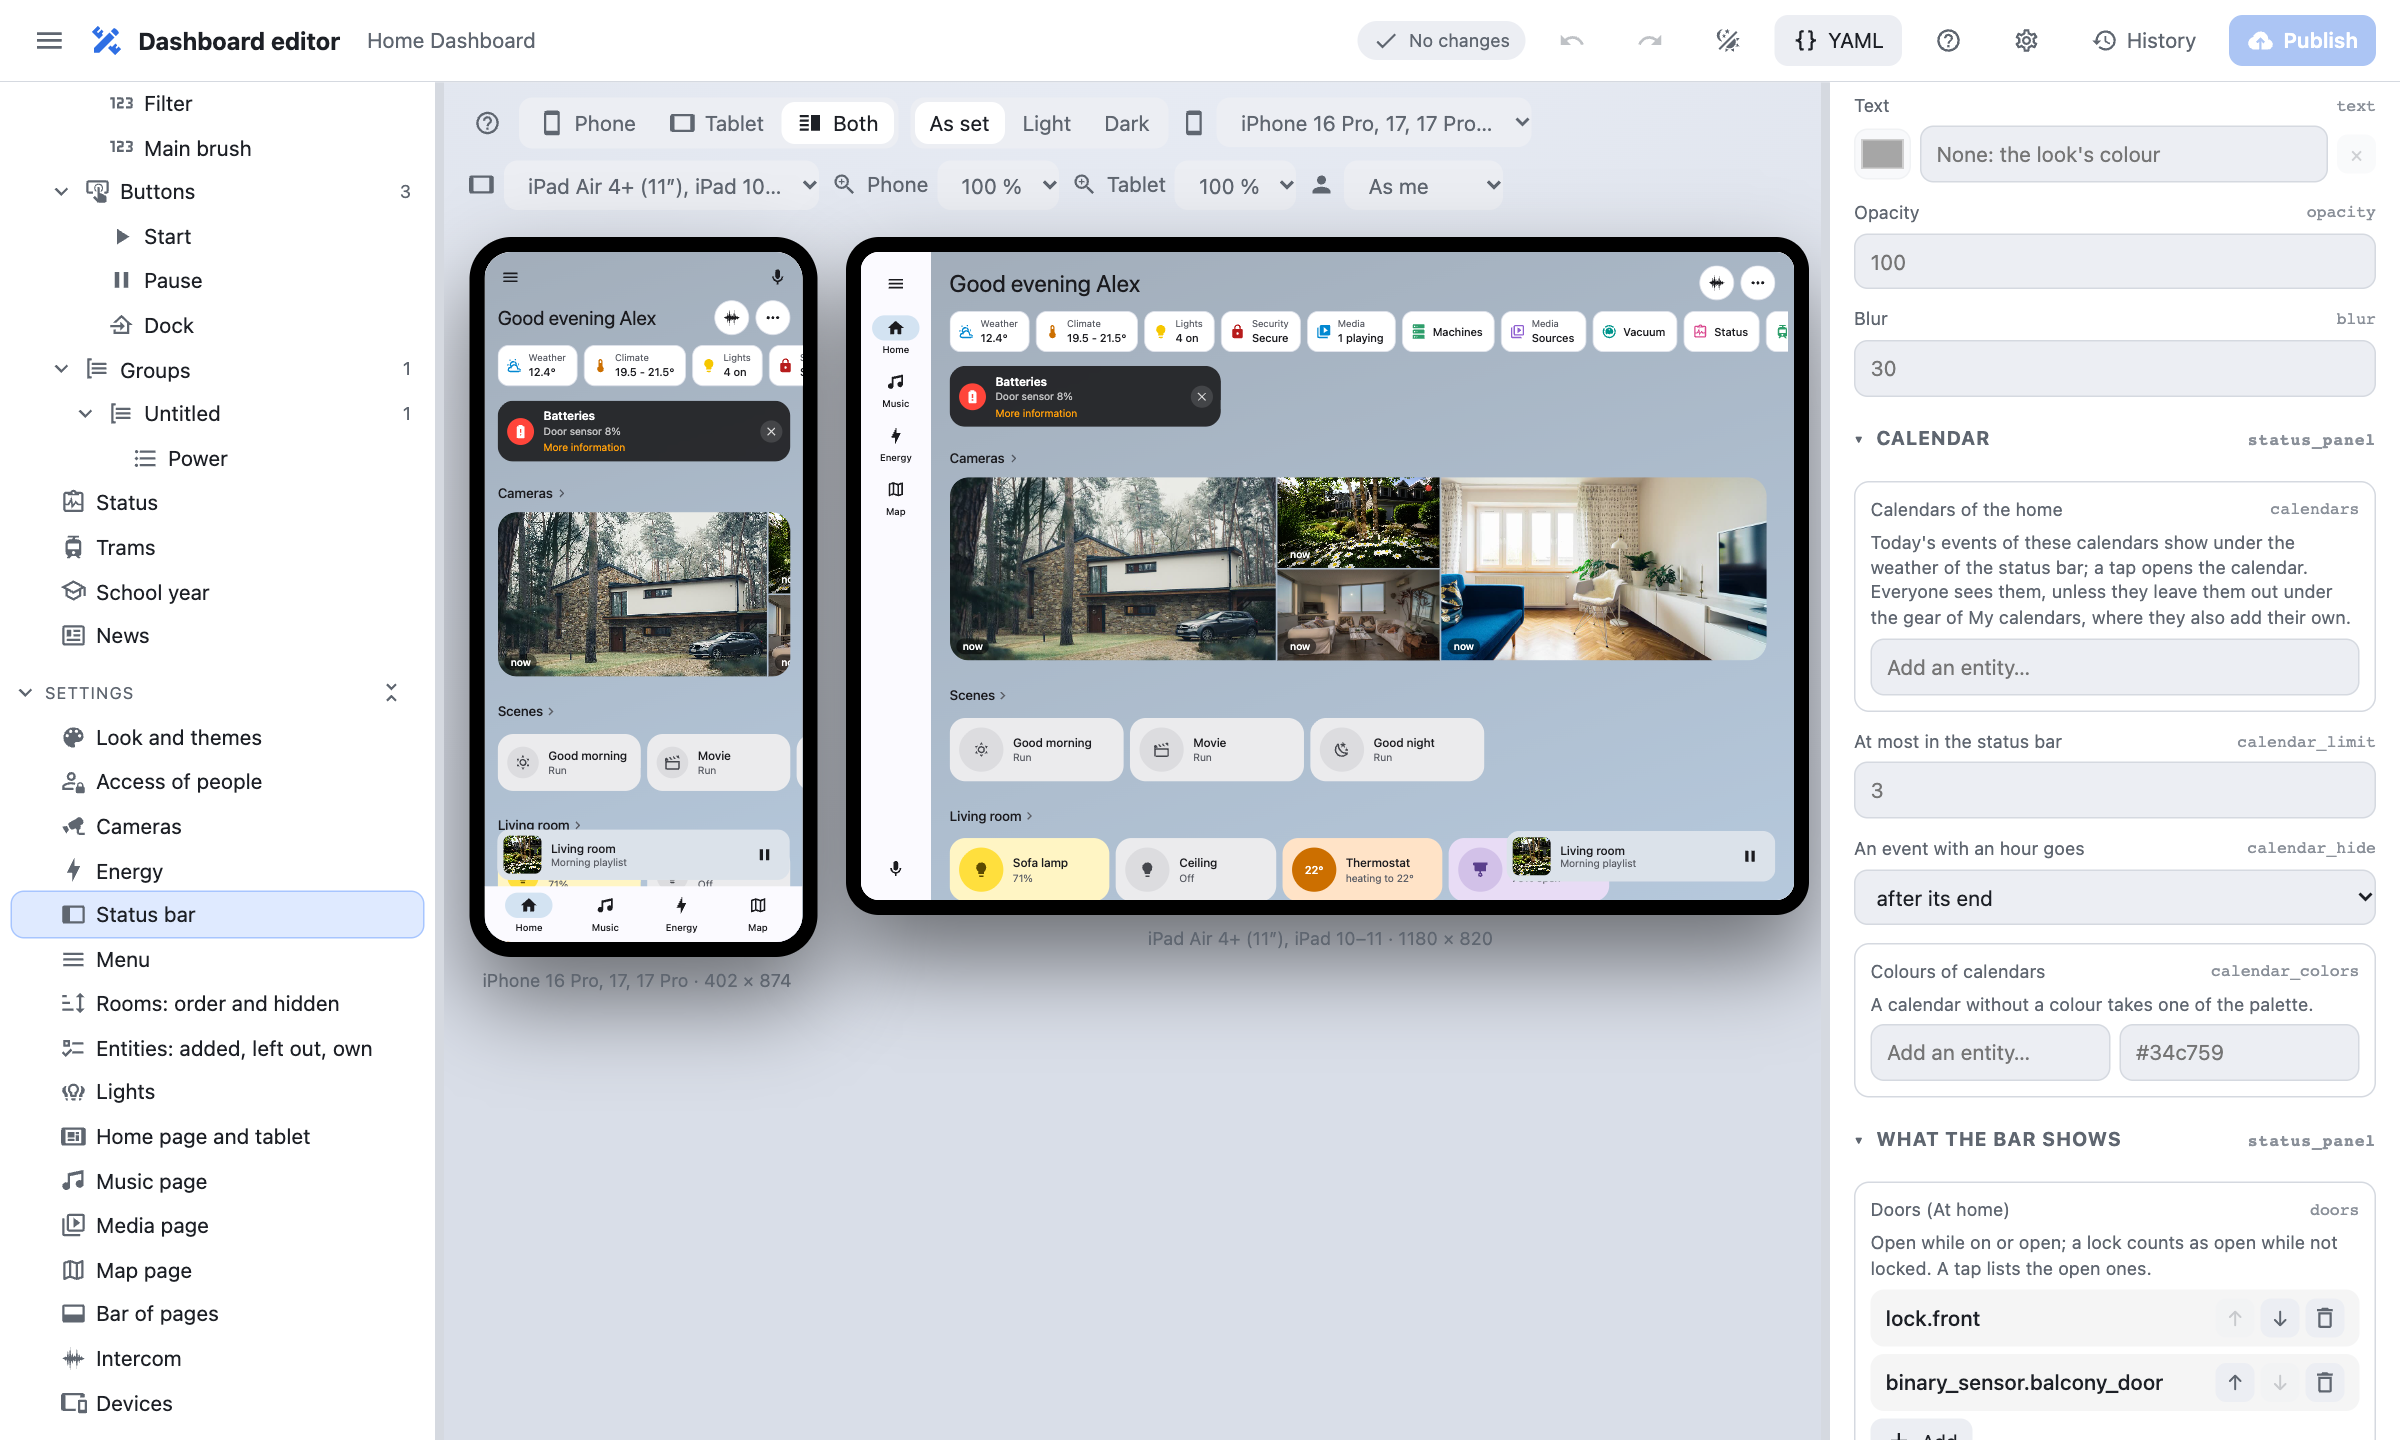 Dashboard editor
Home Dashboard
No changes
YAML
History
Publish
123 Filter
123 Main brush
Buttons 3
Start
Pause
Dock
Groups 1
Untitled 1
Power
Status
Trams
School year
News
SETTINGS
Look and themes
Access of people
Cameras
Energy
Status bar
Menu
Rooms: order and hidden
Entities: added, left out, own
Lights
Home page and tablet
Music page
Media page
Map page
Bar of pages
Intercom
Devices
Phone Tablet Both As set Light Dark iPhone 16 Pro, 17, 17 Pro...
iPad Air 4+ (11″), iPad 10... Phone 100 % Tablet 100 % As me
Good evening Alex
Weather
12.4°
Climate
19.5 - 21.5°
Lights
4 on
Batteries
Door sensor 8%
More information
Cameras
now
Scenes
Good morning
Run
Movie
Run
Living room
Living room
Morning playlist
71%
Off
Home Music Energy Map
iPhone 16 Pro, 17, 17 Pro · 402 × 874
Home
Music
Energy
Map
Good evening Alex
Weather
12.4°
Climate
19.5 - 21.5°
Lights
4 on
Security
Secure
Media
1 playing
Machines
Media
Sources
Vacuum
Status
Batteries
Door sensor 8%
More information
Cameras
now
now
now
now
Scenes
Good morning
Run
Movie
Run
Good night
Run
Living room
Sofa lamp
71%
Ceiling
Off
22°
Thermostat
heating to 22°
Living room
Morning playlist
iPad Air 4+ (11″), iPad 10–11 · 1180 × 820
Text text
None: the look's colour
Opacity opacity
100
Blur blur
30
CALENDAR status_panel
Calendars of the home calendars
Today's events of these calendars show under the
weather of the status bar; a tap opens the calendar.
Everyone sees them, unless they leave them out under
the gear of My calendars, where they also add their own.
Add an entity...
At most in the status bar calendar_limit
3
An event with an hour goes calendar_hide
after its end
Colours of calendars calendar_colors
A calendar without a colour takes one of the palette.
Add an entity... #34c759
WHAT THE BAR SHOWS status_panel
Doors (At home) doors
Open while on or open; a lock counts as open while not
locked. A tap lists the open ones.
lock.front
binary_sensor.balcony_door
Add